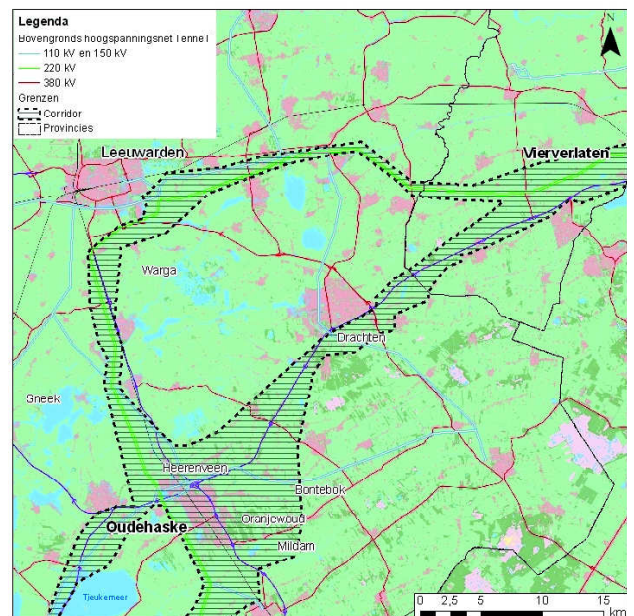 Legenda
Bovengronds hoogspanningsnet TenneT
110 kV en 150 kV
220 kV
380 kV
Grenzen
Corridor
Provincies
N
Leeuwarden
Vierverlaten
Warga
Drachten
Gneek
Heerenveen
Bontebok
Oranjewoud
Oudehaske
Mildam
Tjeukemeer
0 2,5 5 10 15
km